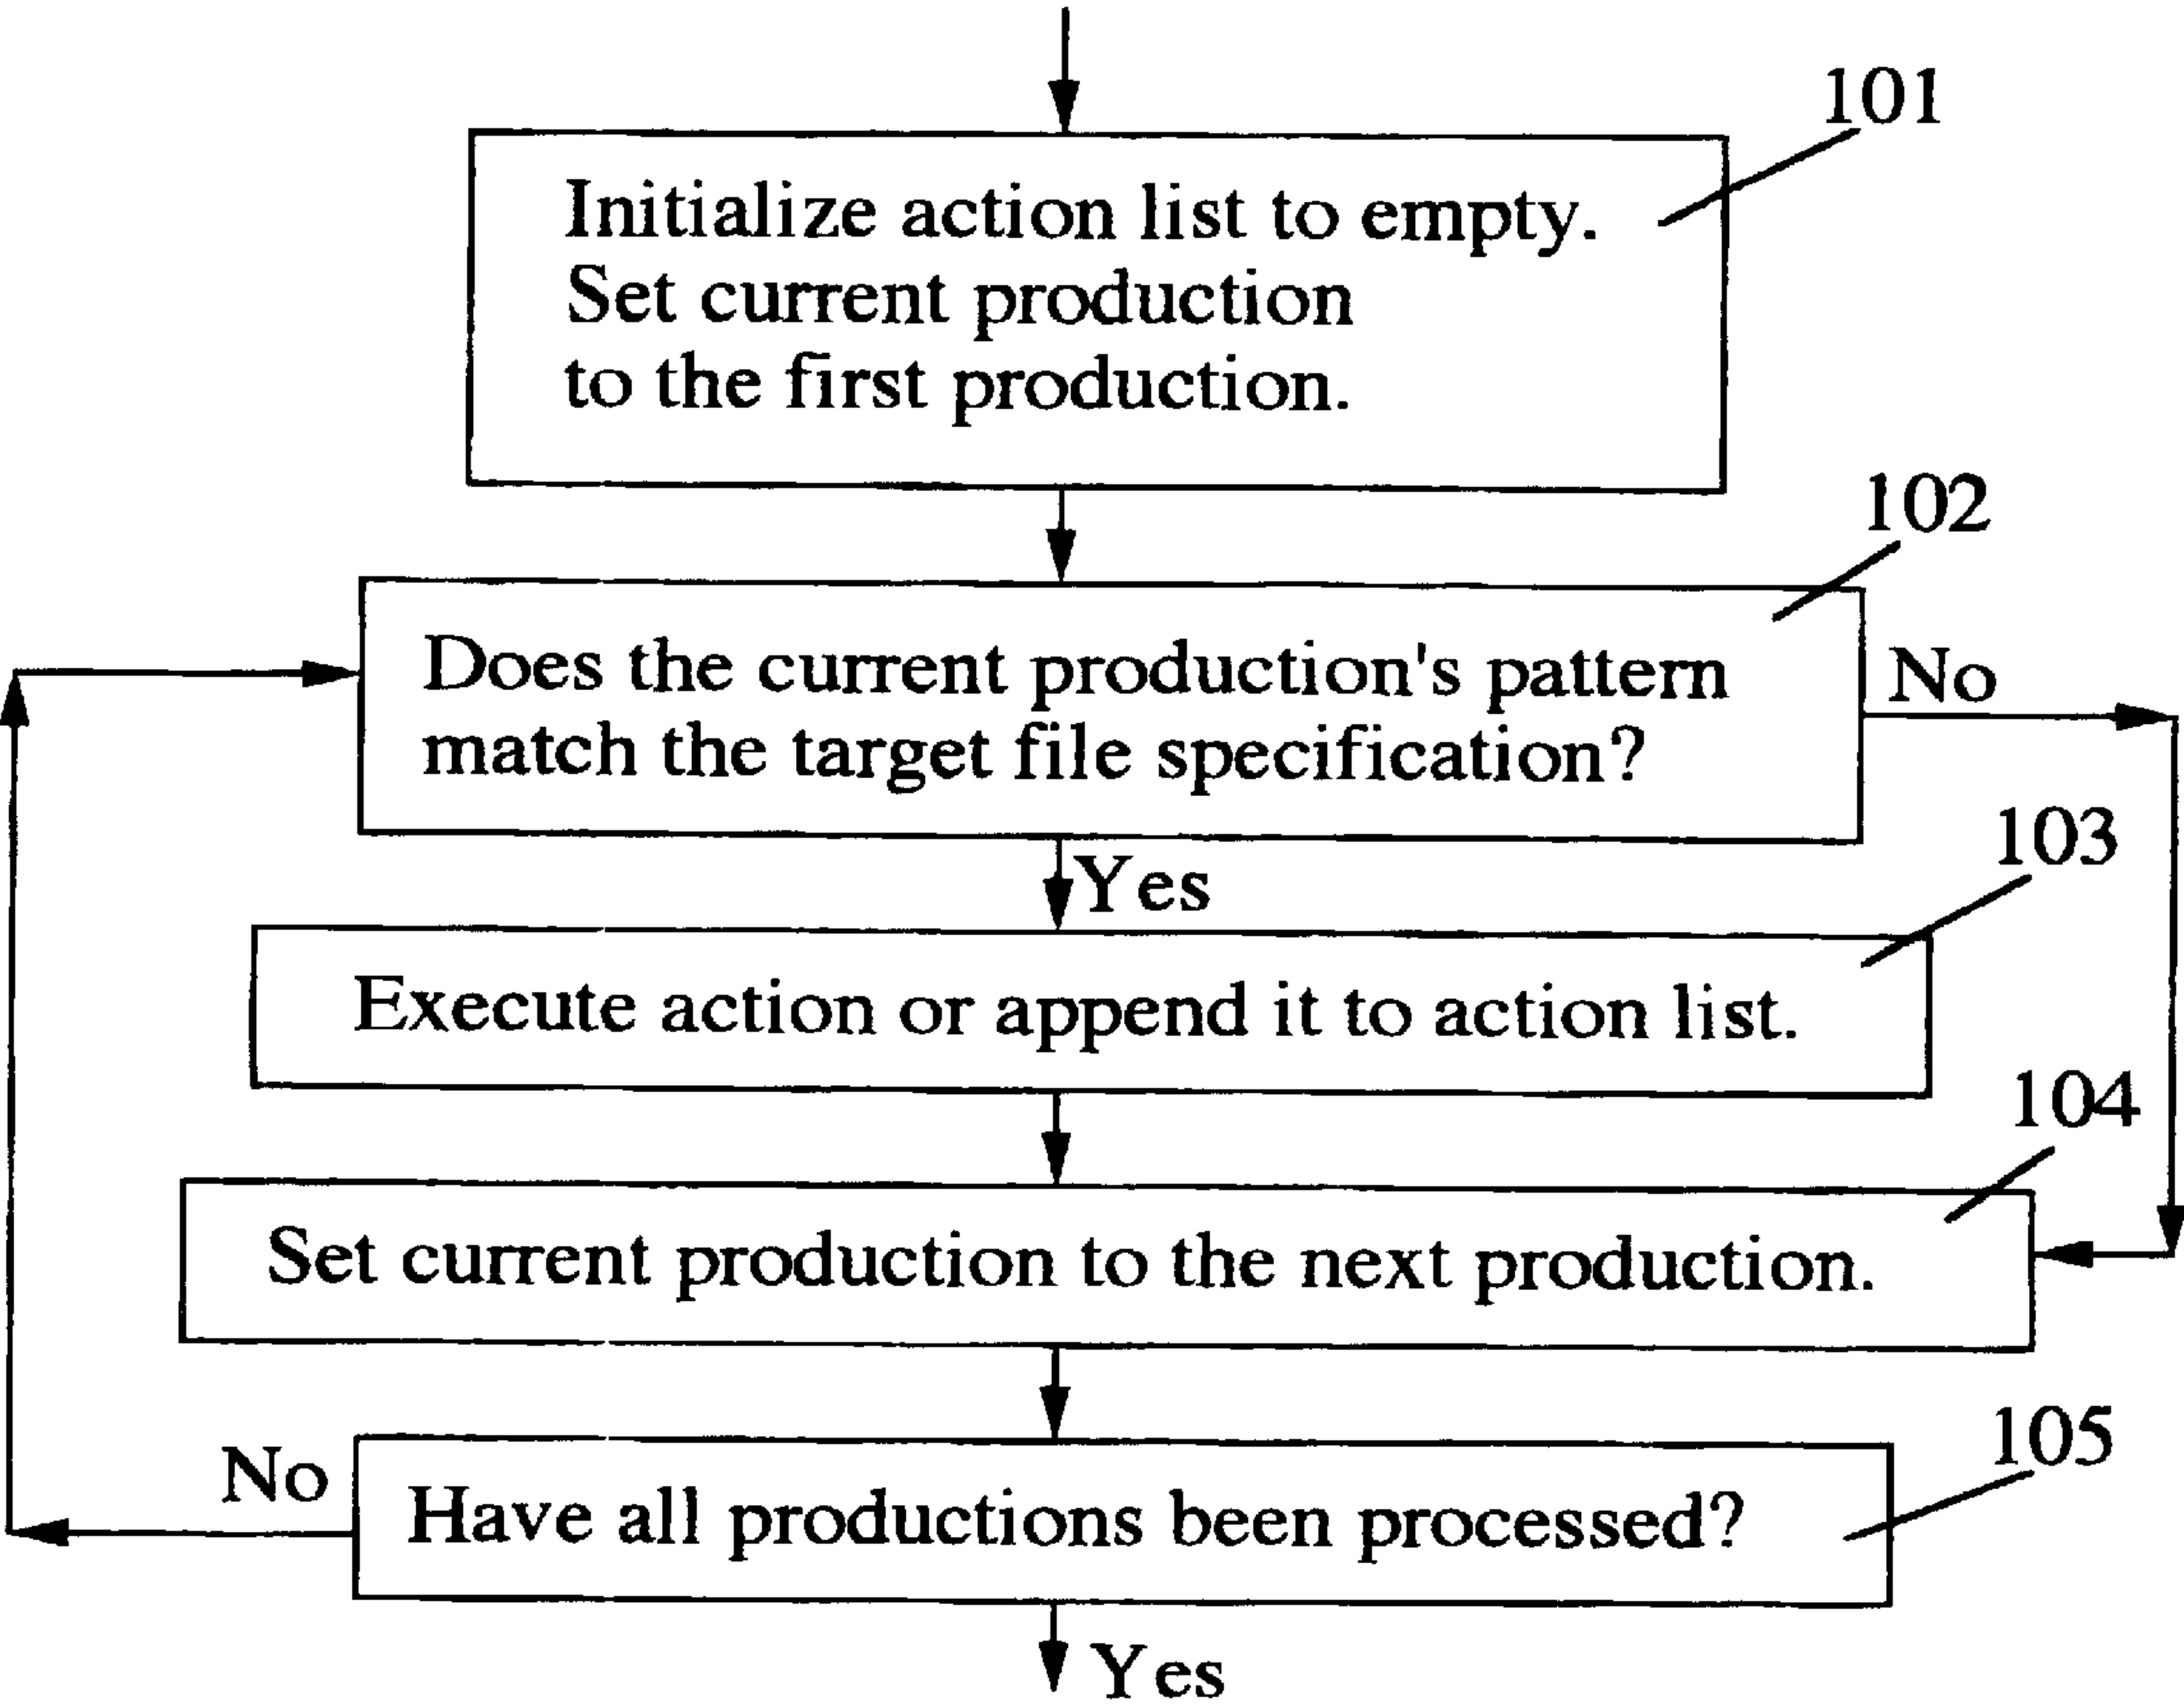 101
Initialize action list to empty.
Set current production
to the first production.
102
Does the current production's pattern
match the target file specification?
No
Yes
103
Execute action or append it to action list.
104
Set current production to the next production.
105
No
Have all productions been processed?
Yes